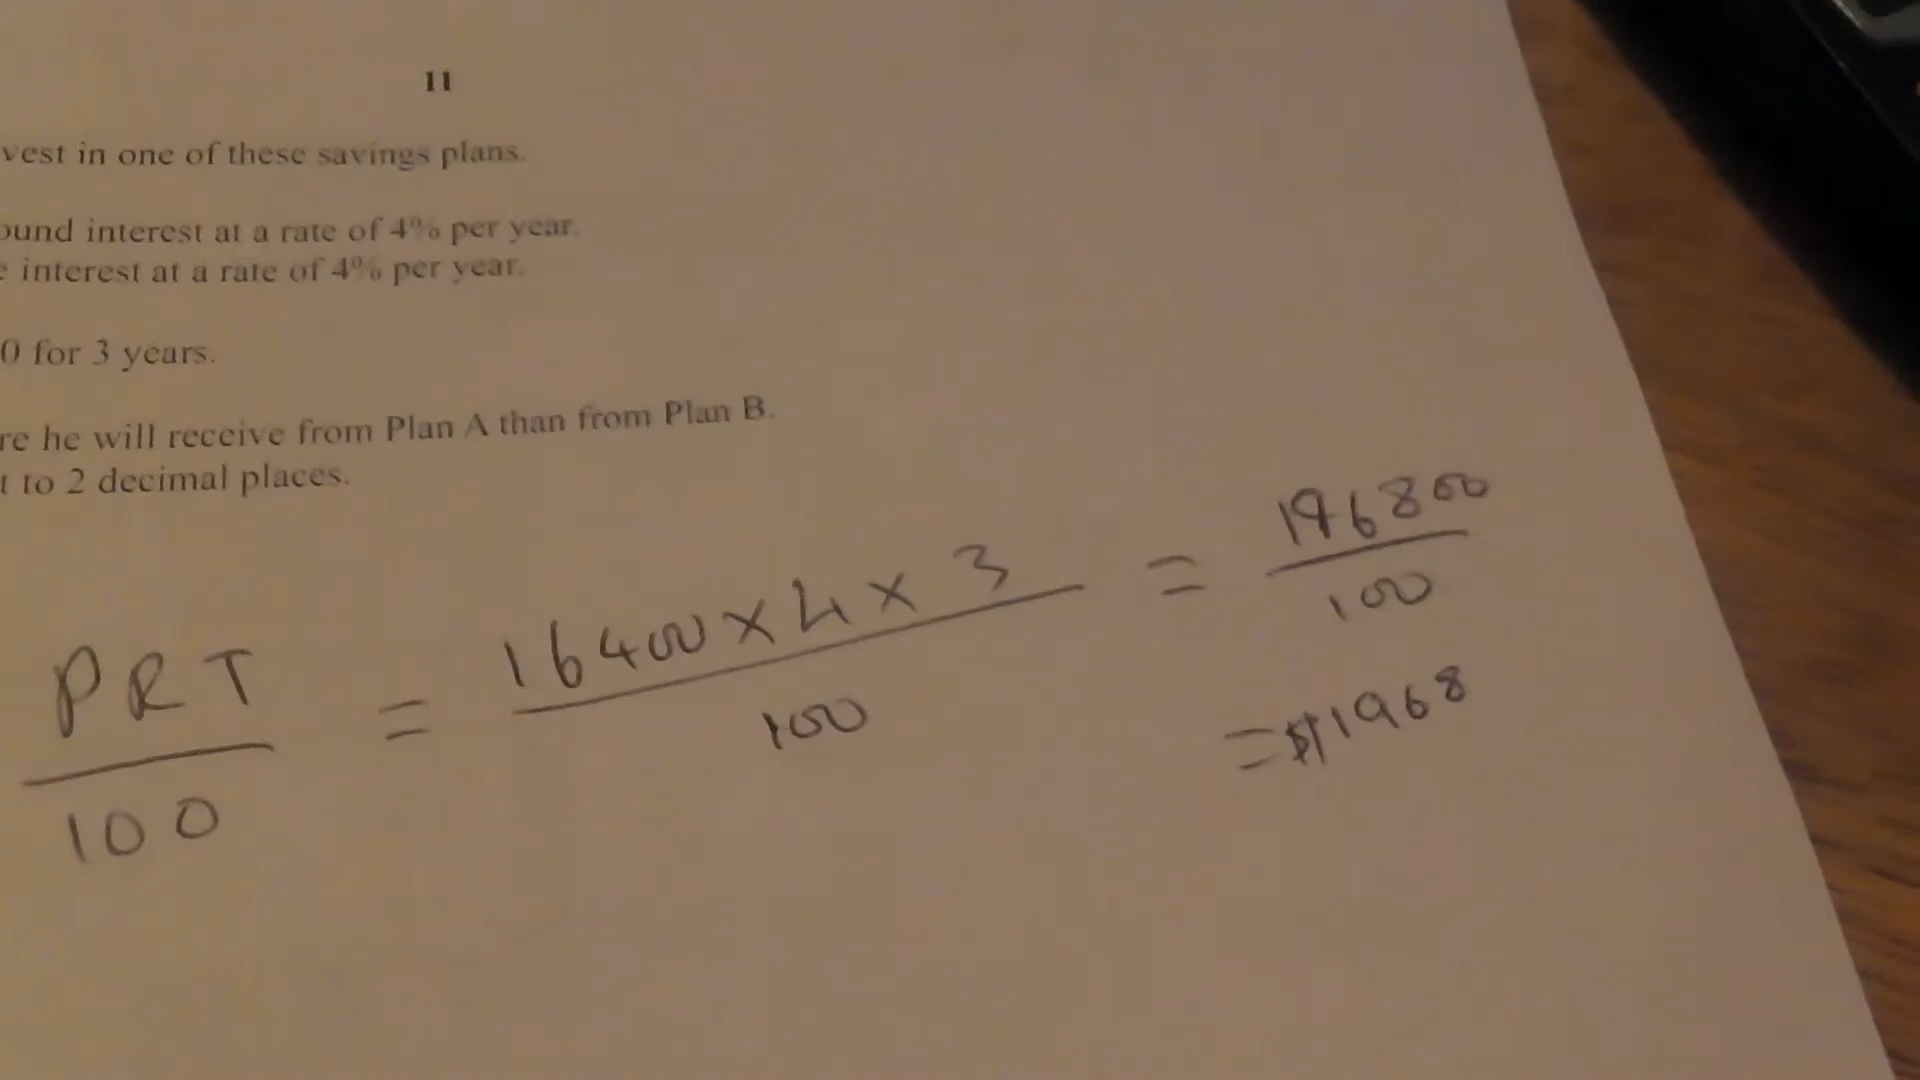 11
vest in one of these savings plans.
ound interest at a rate of 4% per year.
e interest at a rate of 4% per year.
0 for 3 years.
re he will receive from Plan A than from Plan B.
t to 2 decimal places.
PRT/100 = 16400 x 4 x 3/100 = 196800/100
= $1968